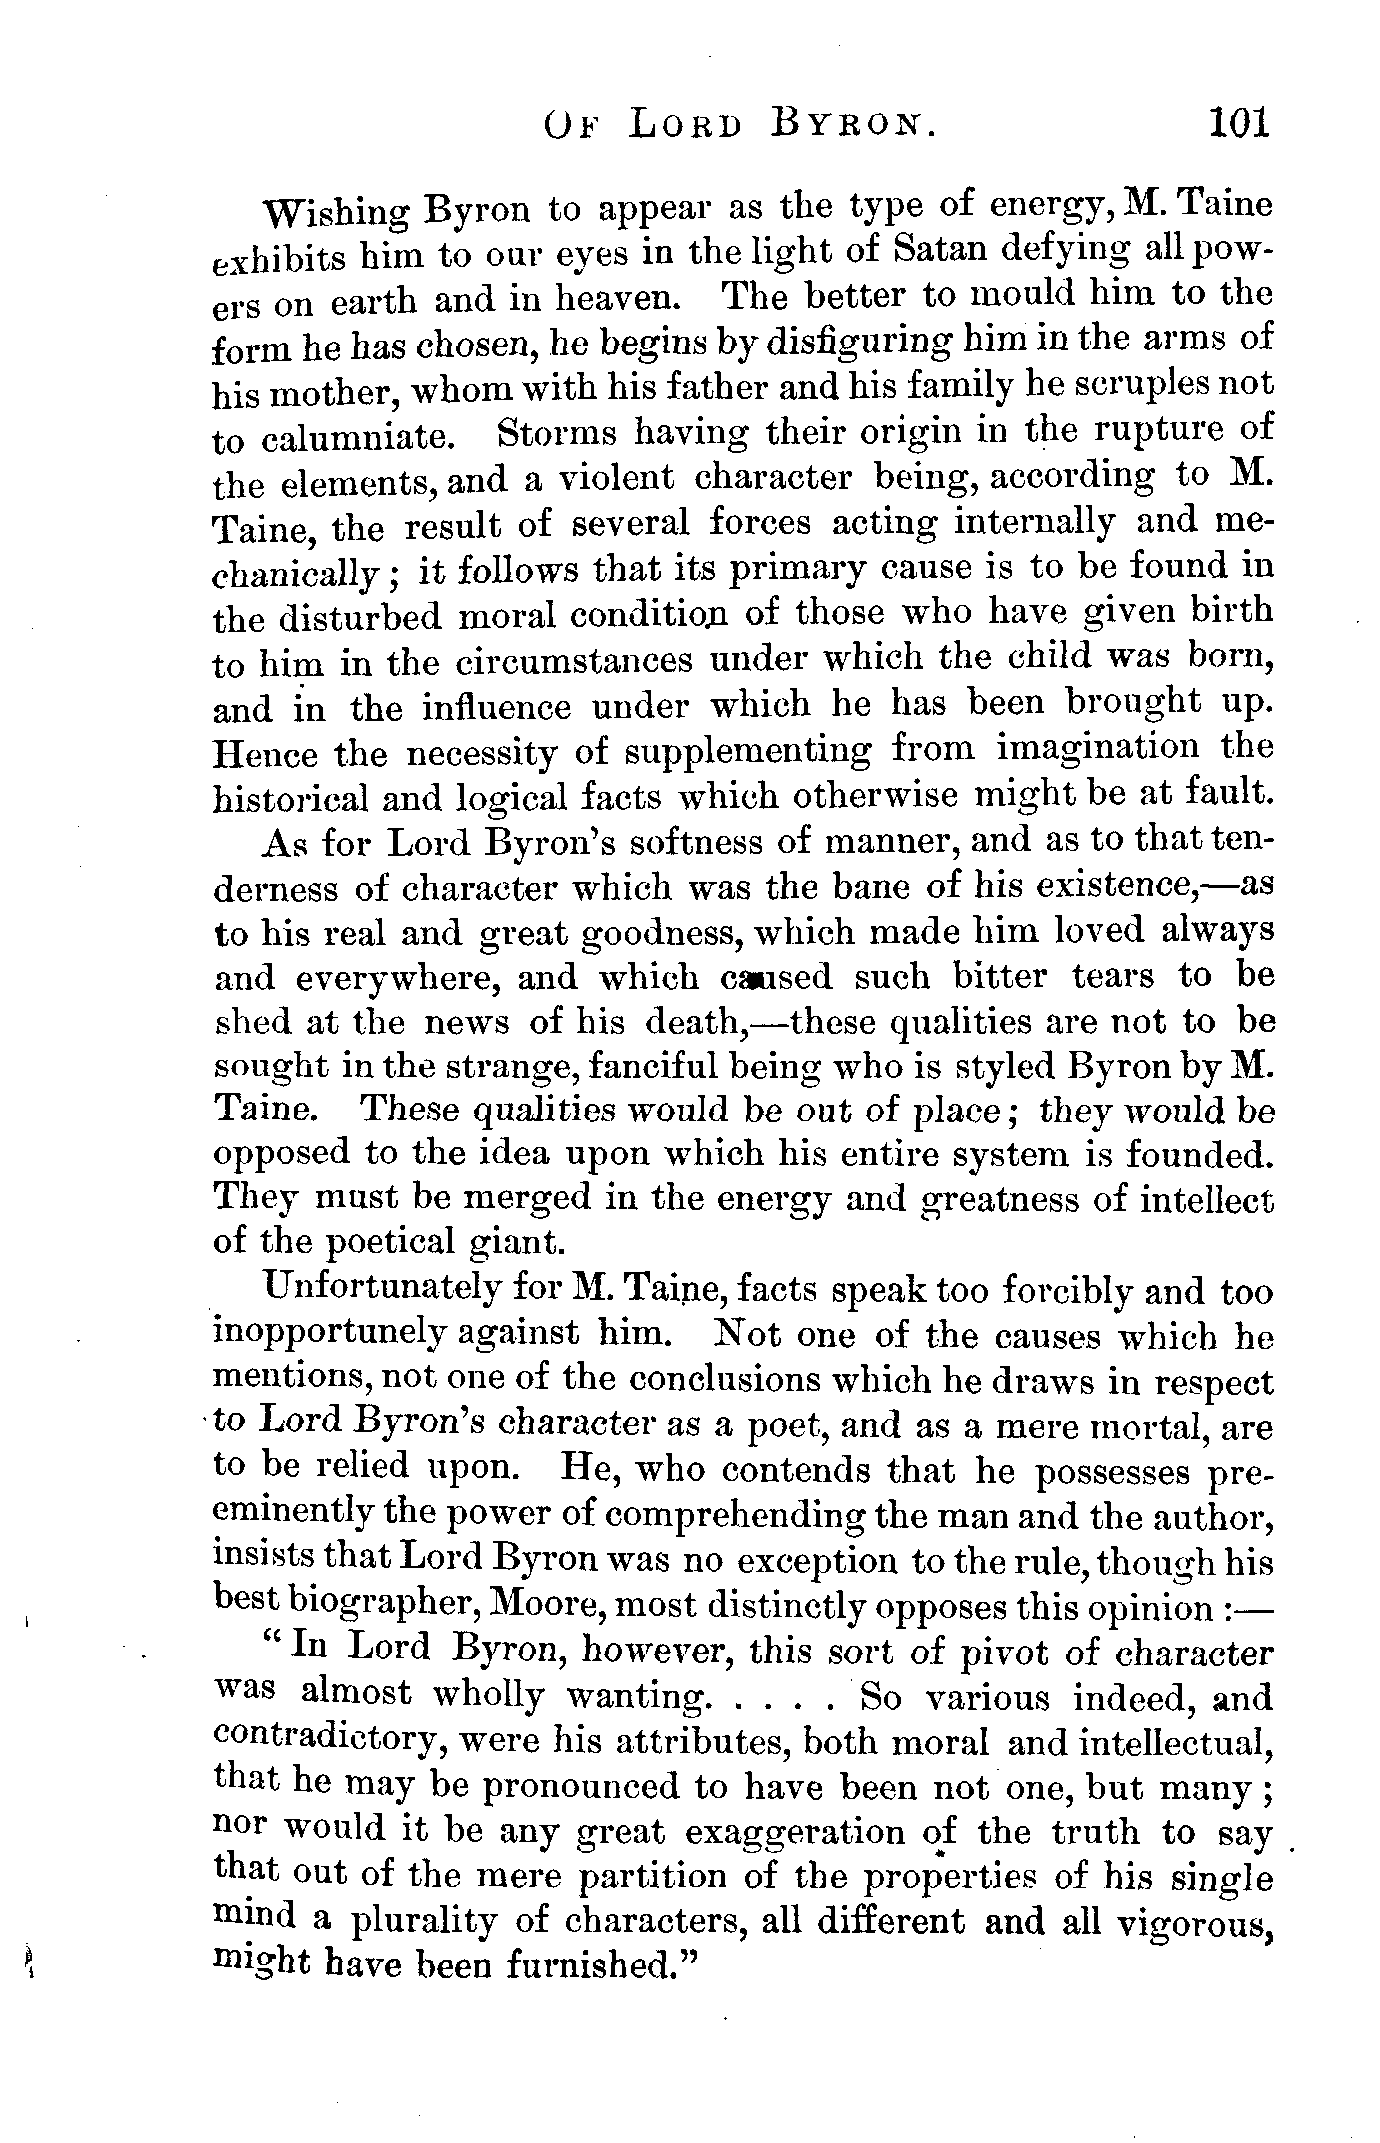 OF LORD BYRON. 101
Wishing Byron to appear as the type of energy, M. Taine
exhibits him to our eyes in the light of Satan defying all pow-
ers on earth and in heaven. The better to mould him to the
form he has chosen, he begins by disfiguring him in the arms of
his mother, whom with his father and his family he scruples not
to calumniate. Storms having their origin in the rupture of
the elements, and a violent character being, according to M.
Taine, the result of several forces acting internally and me-
chanically; it follows that its primary cause is to be found in
the disturbed moral condition of those who have given birth
to him in the circumstances under which the child was born,
and in the influence under which he has been brought up.
Hence the necessity of supplementing from imagination the
historical and logical facts which otherwise might be at fault.
As for Lord Byron's softness of manner, and as to that ten-
derness of character which was the bane of his existence,—as
to his real and great goodness, which made him loved always
and everywhere, and which caused such bitter tears to be
shed at the news of his death,—these qualities are not to be
sought in the strange, fanciful being who is styled Byron by M.
Taine. These qualities would be out of place; they would be
opposed to the idea upon which his entire system is founded.
They must be merged in the energy and greatness of intellect
of the poetical giant.
Unfortunately for M. Taine, facts speak too forcibly and too
inopportunely against him. Not one of the causes which he
mentions, not one of the conclusions which he draws in respect
to Lord Byron's character as a poet, and as a mere mortal, are
to be relied upon. He, who contends that he possesses pre-
eminently the power of comprehending the man and the author,
insists that Lord Byron was no exception to the rule, though his
best biographer, Moore, most distinctly opposes this opinion:—
"In Lord Byron, however, this sort of pivot of character
was almost wholly wanting. . . . . So various indeed, and
contradictory, were his attributes, both moral and intellectual,
that he may be pronounced to have been not one, but many;
nor would it be any great exaggeration of the truth to say
that out of the mere partition of the properties of his single
mind a plurality of characters, all different and all vigorous,
might have been furnished."